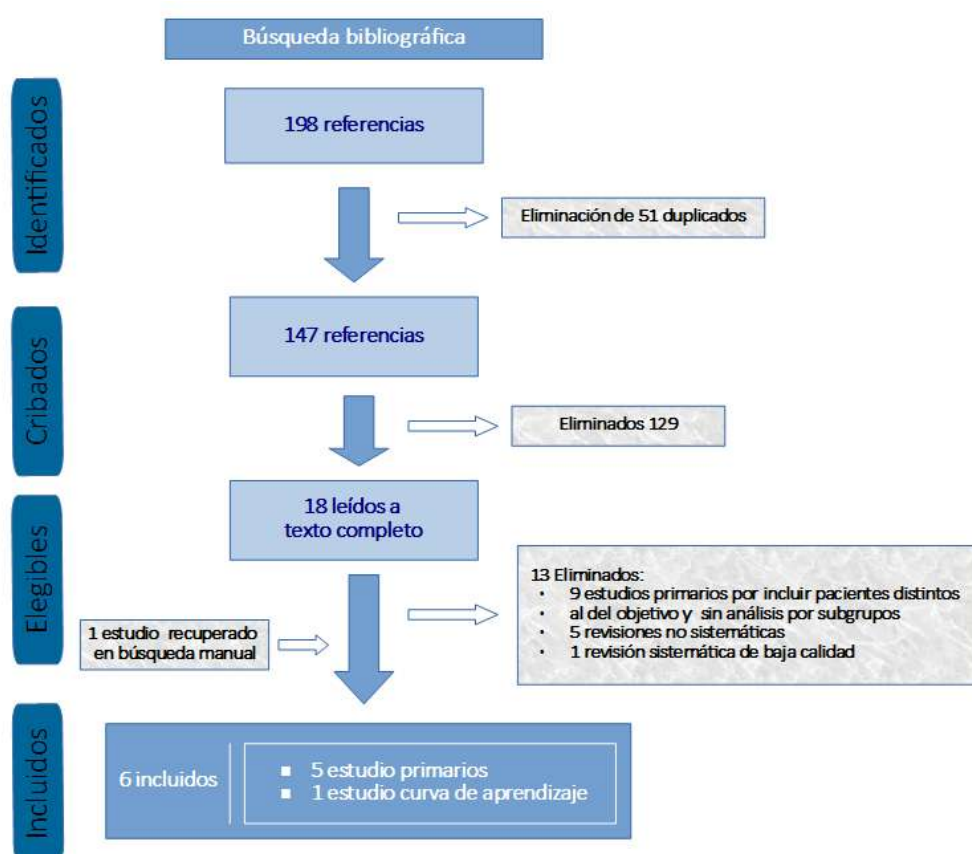 Búsqueda bibliográfica
Identificados
198 referencias
Eliminación de 51 duplicados
Cribados
147 referencias
Eliminados 129
Elegibles
18 leídos a
texto completo
13 Eliminados:
· 9 estudios primarios por incluir pacientes distintos
· al del objetivo y sin análisis por subgrupos
· 5 revisiones no sistemáticas
· 1 revisión sistemática de baja calidad
1 estudio recuperado
en búsqueda manual
Incluidos
6 incluidos
▪ 5 estudio primarios
▪ 1 estudio curva de aprendizaje